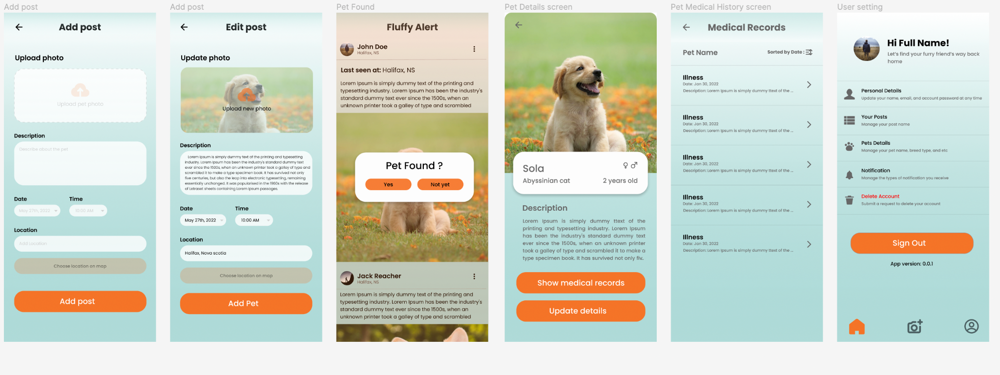 Add post
Add post
Upload photo
Upload pet photo
Description
Describe about the pet
Date
Time
May 27th, 2022
10:00 AM
Location
Add Location
Choose location on map
Add post
Add post
Edit post
Update photo
Upload new photo
Description
Lorem Ipsum is simply dummy text of the printing and typesetting
industry. Lorem Ipsum has been the industry's standard dummy text
ever since the 1500s, when an unknown printer took a galley of type and
scrambled it to make a type specimen book. It has survived not only
five centuries, but also the leap into electronic typesetting, remaining
essentially unchanged. It was popularised in the 1960s with the release
of Letraset sheets containing Lorem Ipsum passages.
Date
Time
May 27th, 2022
10:00 AM
Location
Halifax, Nova scotia
Choose location on map
Add Pet
Pet Found
Fluffy Alert
John Doe
Halifax, NS
Last seen at: Halifax, NS
Lorem Ipsum is simply dummy text of the printing and
typesetting industry. Lorem Ipsum has been the industry's
standard dummy text ever since the 1500s, when an
unknown printer took a galley of type and scrambled
Pet Found ?
Yes
Not yet
Jack Reacher
Halifax, NS
Lorem Ipsum is simply dummy text of the printing and
typesetting industry. Lorem Ipsum has been the industry's
standard dummy text ever since the 1500s, when an
unknown printer took a galley of type and scrambled
Pet Details screen
Sola
Abyssinian cat
2 years old
Description
Lorem Ipsum is simply dummy ttext of the
printing and typesetting industry. Lorem Ipsum
has been the industry's standard dummy text
ever since the 1500s, when an unknown printer
took a galley of type and scrambled it to make a
type specimen book. It has survived not only fiv..
Show medical records
Update details
Pet Medical History screen
Medical Records
Pet Name
Sorted by Date :
Illness
Date: Jan 30, 2022
Description: Lorem Ipsum is simply dummy ttext of the ...
Illness
Date: Jan 30, 2022
Description: Lorem Ipsum is simply dummy ttext of the ...
Illness
Date: Jan 30, 2022
Description: Lorem Ipsum is simply dummy ttext of the ...
Illness
Date: Jan 30, 2022
Description: Lorem Ipsum is simply dummy ttext of the ...
Illness
Date: Jan 30, 2022
Description: Lorem Ipsum is simply dummy ttext of the ...
User setting
Hi Full Name!
Let's find your furry friend's way back
home
Personal Details
Update your name, email, and account password at any time
Your Posts
Manage your post name
Pets Details
Manage your pet name, breed type, and etc
Notification
Manage the types of notification you receive
Delete Account
Submit a request to delete your account
Sign Out
App version: 0.0.1